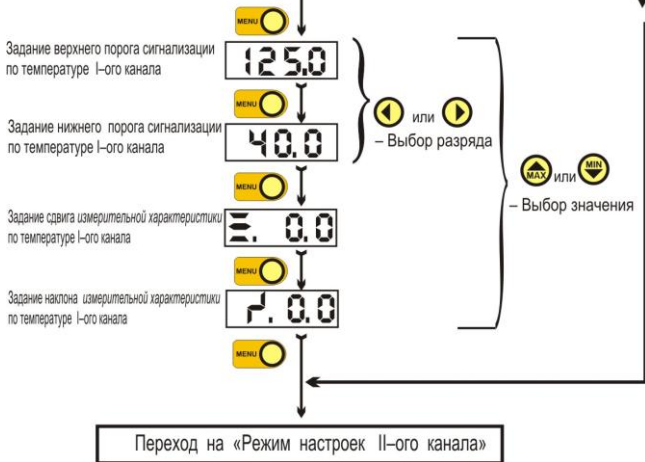 MENU
Задание верхнего порога сигнализации
по температуре I–ого канала
125.0
MENU
Задание нижнего порога сигнализации
по температуре I–ого канала
40.0
или
– Выбор разряда
MAX или MIN
– Выбор значения
MENU
Задание сдвига измерительной характеристики
по температуре I–ого канала
0.0
MENU
Задание наклона измерительной характеристики
по температуре I–ого канала
0.0
MENU
Переход на «Режим настроек II–ого канала»